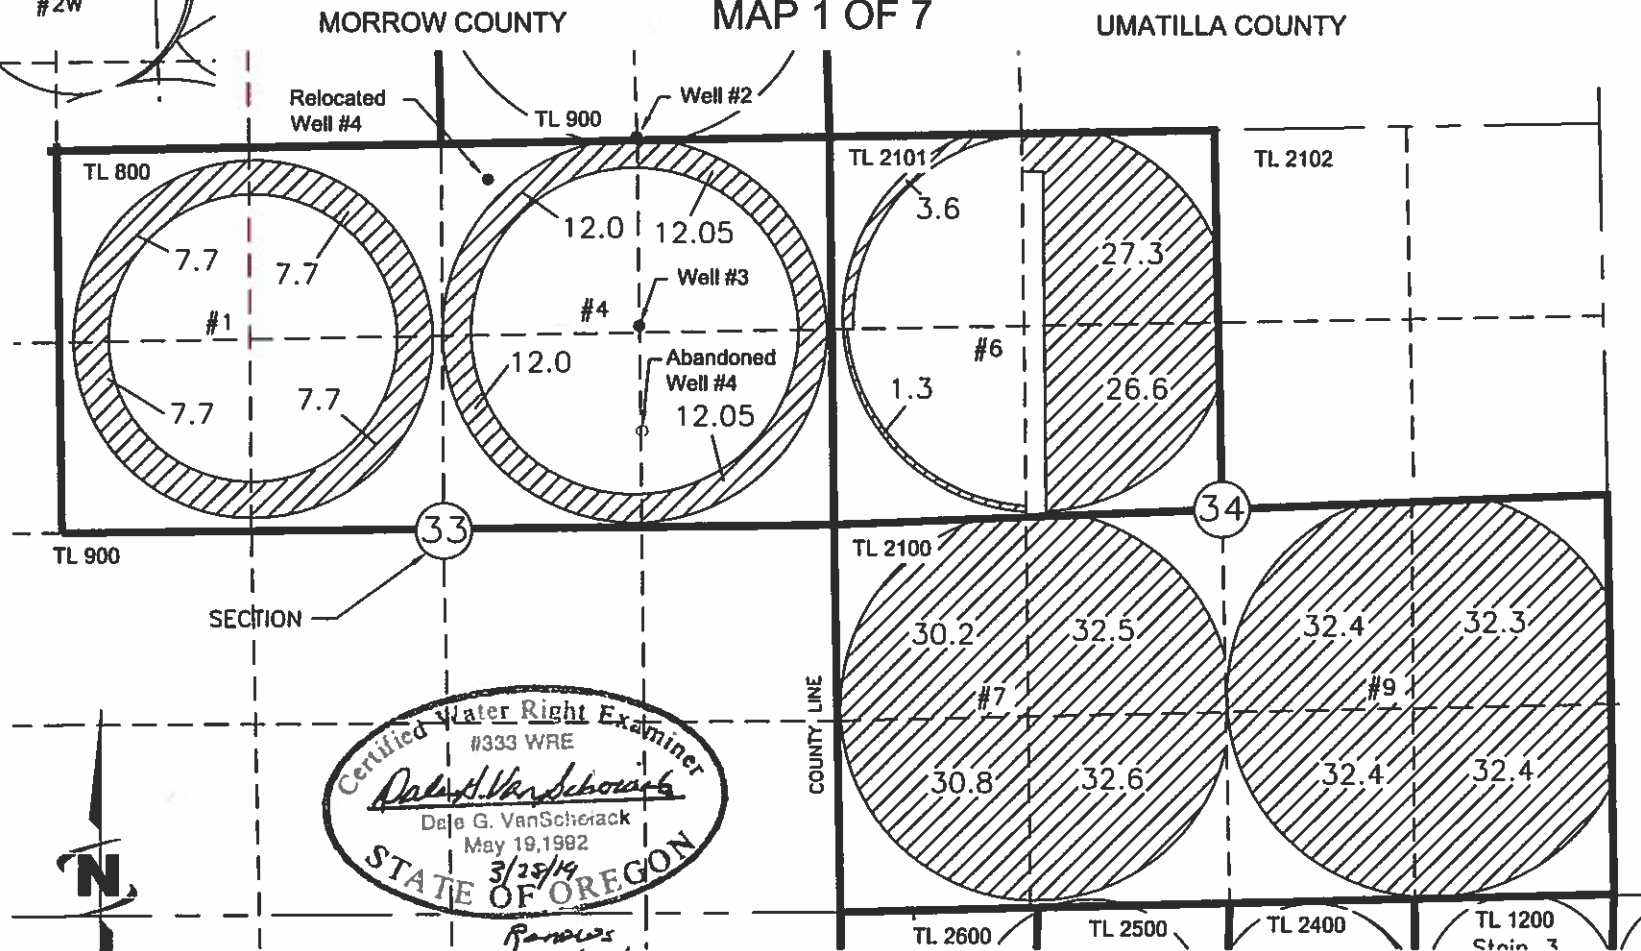 #2W
MORROW COUNTY
MAP 1 OF 7
UMATILLA COUNTY
Relocated
Well #4
TL 900
Well #2
TL 800
TL 2101
TL 2102
3.6
12.0
12.05
7.7
7.7
27.3
Well #3
#1
#4
#6
12.0
Abandoned
Well #4
7.7
7.7
12.05
1.3
26.6
33
34
TL 900
TL 2100
SECTION
30.2
32.5
32.4
32.3
#7
#9
COUNTY LINE
30.8
32.6
32.4
32.4
Certified Water Right Examiner
#333 WRE
Dale G. VanSchoiack
May 19,1992
3/28/14
STATE OF OREGON
Renews
N
TL 2600
TL 2500
TL 2400
TL 1200